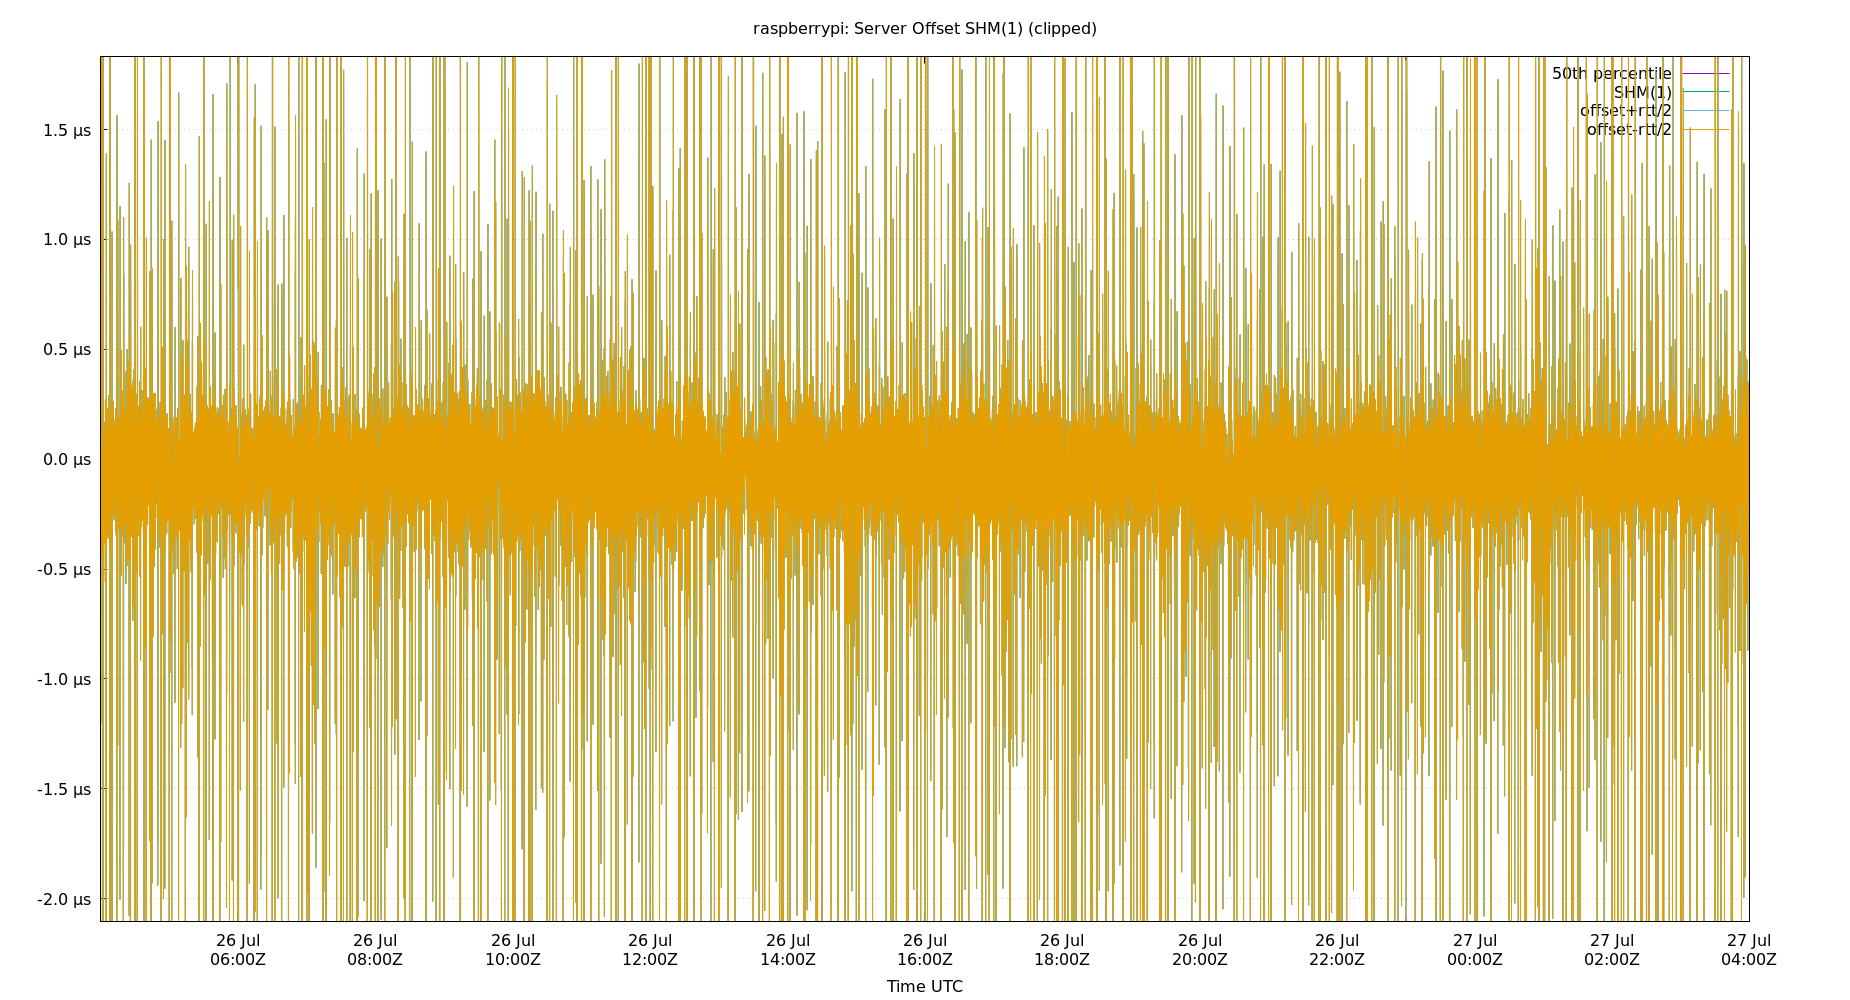 raspberrypi: Server Offset SHM(1) (clipped)
50th percentile
SHM(1)
offset+rtt/2
offset-rtt/2
1.5 µs
1.0 µs
0.5 µs
0.0 µs
-0.5 µs
-1.0 µs
-1.5 µs
-2.0 µs
26 Jul 26 Jul 26 Jul 26 Jul 26 Jul 26 Jul 26 Jul 26 Jul 26 Jul 27 Jul 27 Jul 27 Jul
06:00Z 08:00Z 10:00Z 12:00Z 14:00Z 16:00Z 18:00Z 20:00Z 22:00Z 00:00Z 02:00Z 04:00Z
Time UTC